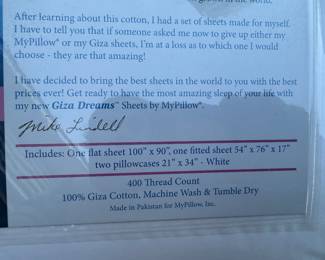 After learning about this cotton, I had a set of sheets made for myself.
I have to tell you that if someone asked me now to give up either my
MyPillow® or my Giza sheets, I'm at a loss as to which one I would
choose - they are that amazing!
I have decided to bring the best sheets in the world to you with the best
prices ever! Get ready to have the most amazing sleep of your life with
my new Giza Dreams™ Sheets by MyPillow®.
Mike Lindell
Includes: One flat sheet 100" x 90", one fitted sheet 54" x 76" x 17"
two pillowcases 21" x 34" - White
400 Thread Count
100% Giza Cotton, Machine Wash & Tumble Dry
Made in Pakistan for MyPillow, Inc.